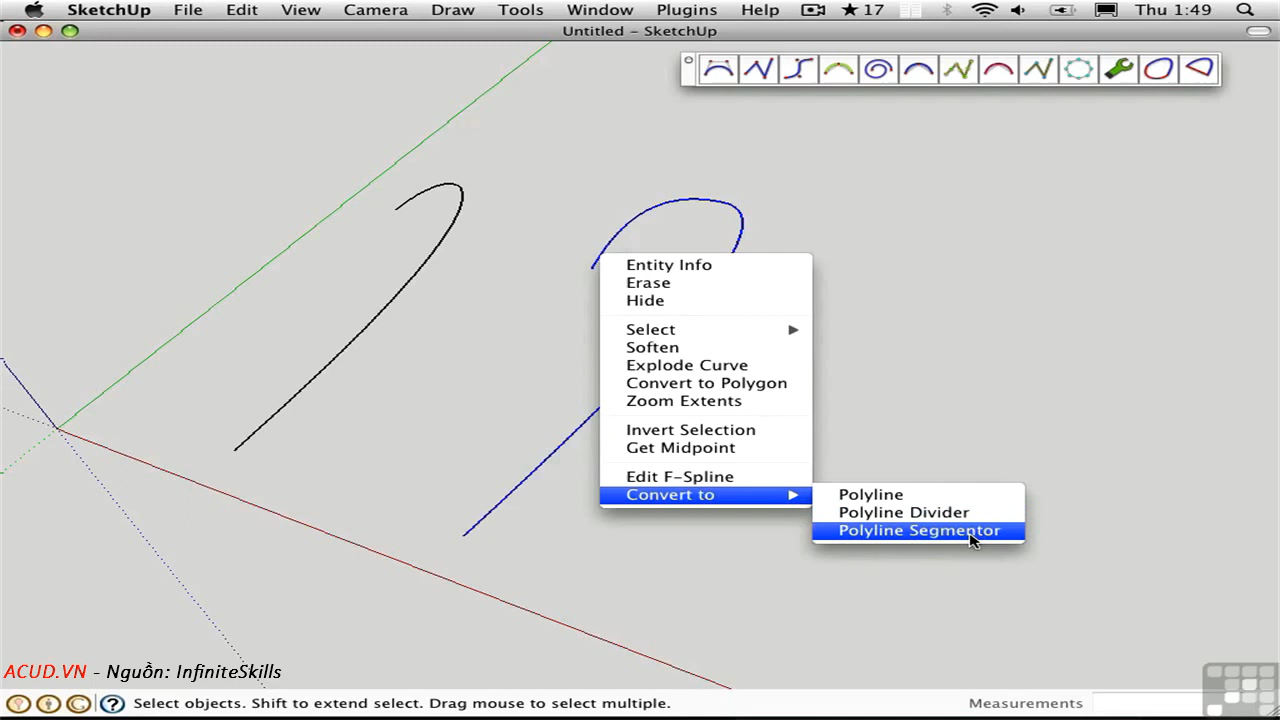 SketchUp File Edit View Camera Draw Tools Window Plugins Help ★ 17 Thu 1:49
Untitled - SketchUp
Entity Info
Erase
Hide
Select
Soften
Explode Curve
Convert to Polygon
Zoom Extents
Invert Selection
Get Midpoint
Edit F-Spline
Convert to
Polyline
Polyline Divider
Polyline Segmentor
ACUD.VN - Nguồn: InfiniteSkills
Select objects. Shift to extend select. Drag mouse to select multiple. Measurements